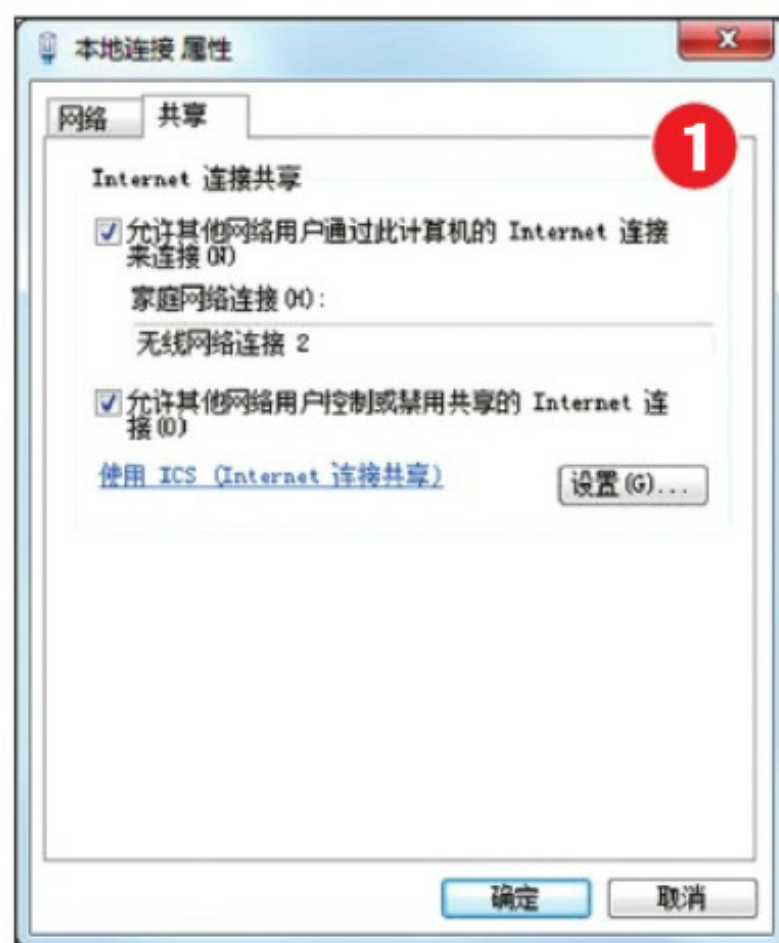 本地连接 属性
网络
共享
1
Internet 连接共享
允许其他网络用户通过此计算机的 Internet 连接
来连接(N)
家庭网络连接(H):
无线网络连接 2
允许其他网络用户控制或禁用共享的 Internet 连
接(O)
使用 ICS (Internet 连接共享)
设置(G)...
确定
取消